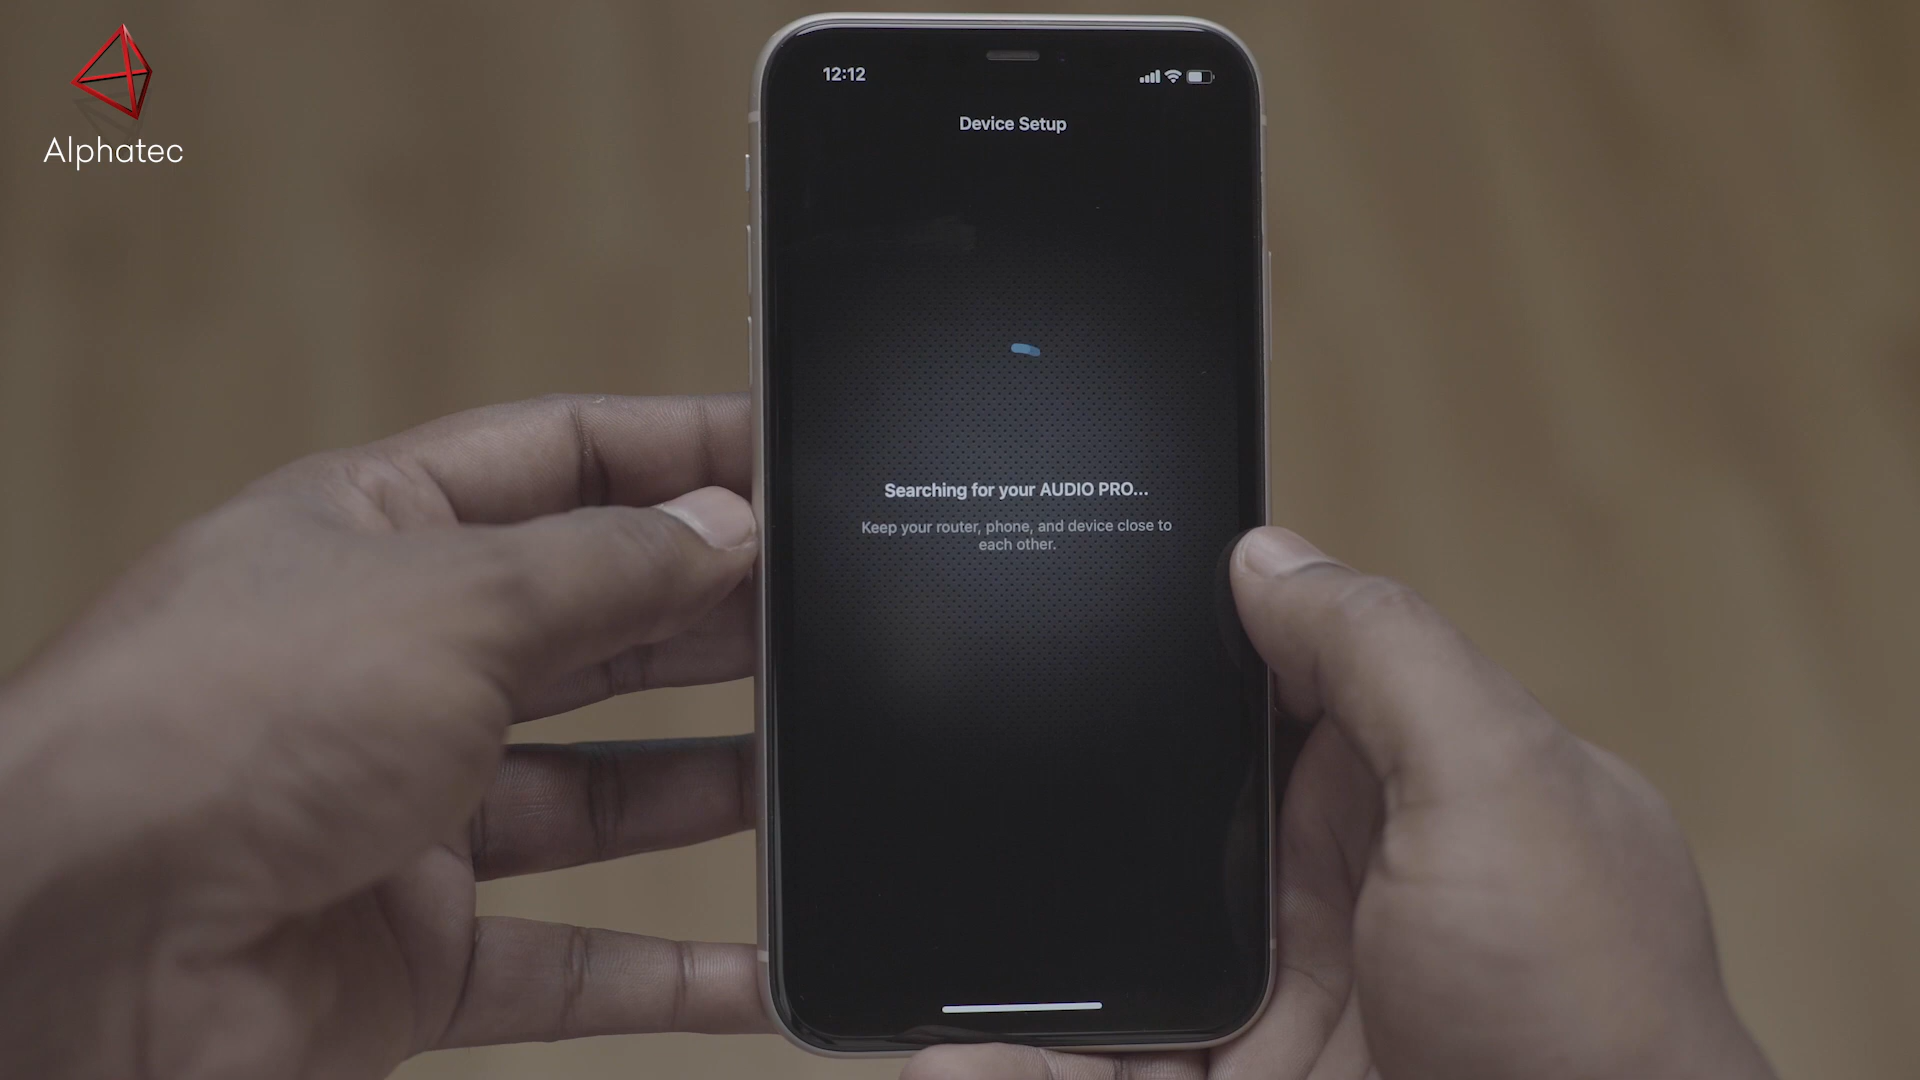 Alphatec
12:12
Device Setup
Searching for your AUDIO PRO...
Keep your router, phone, and device close to
each other.